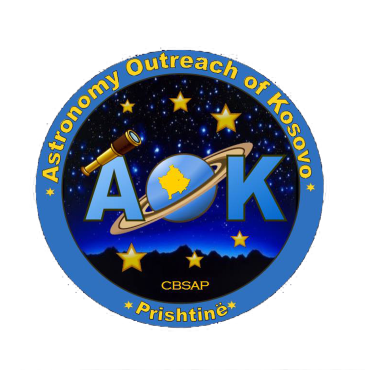 Astronomy Outreach of Kosovo
AOK
CBSAP
Prishtinë